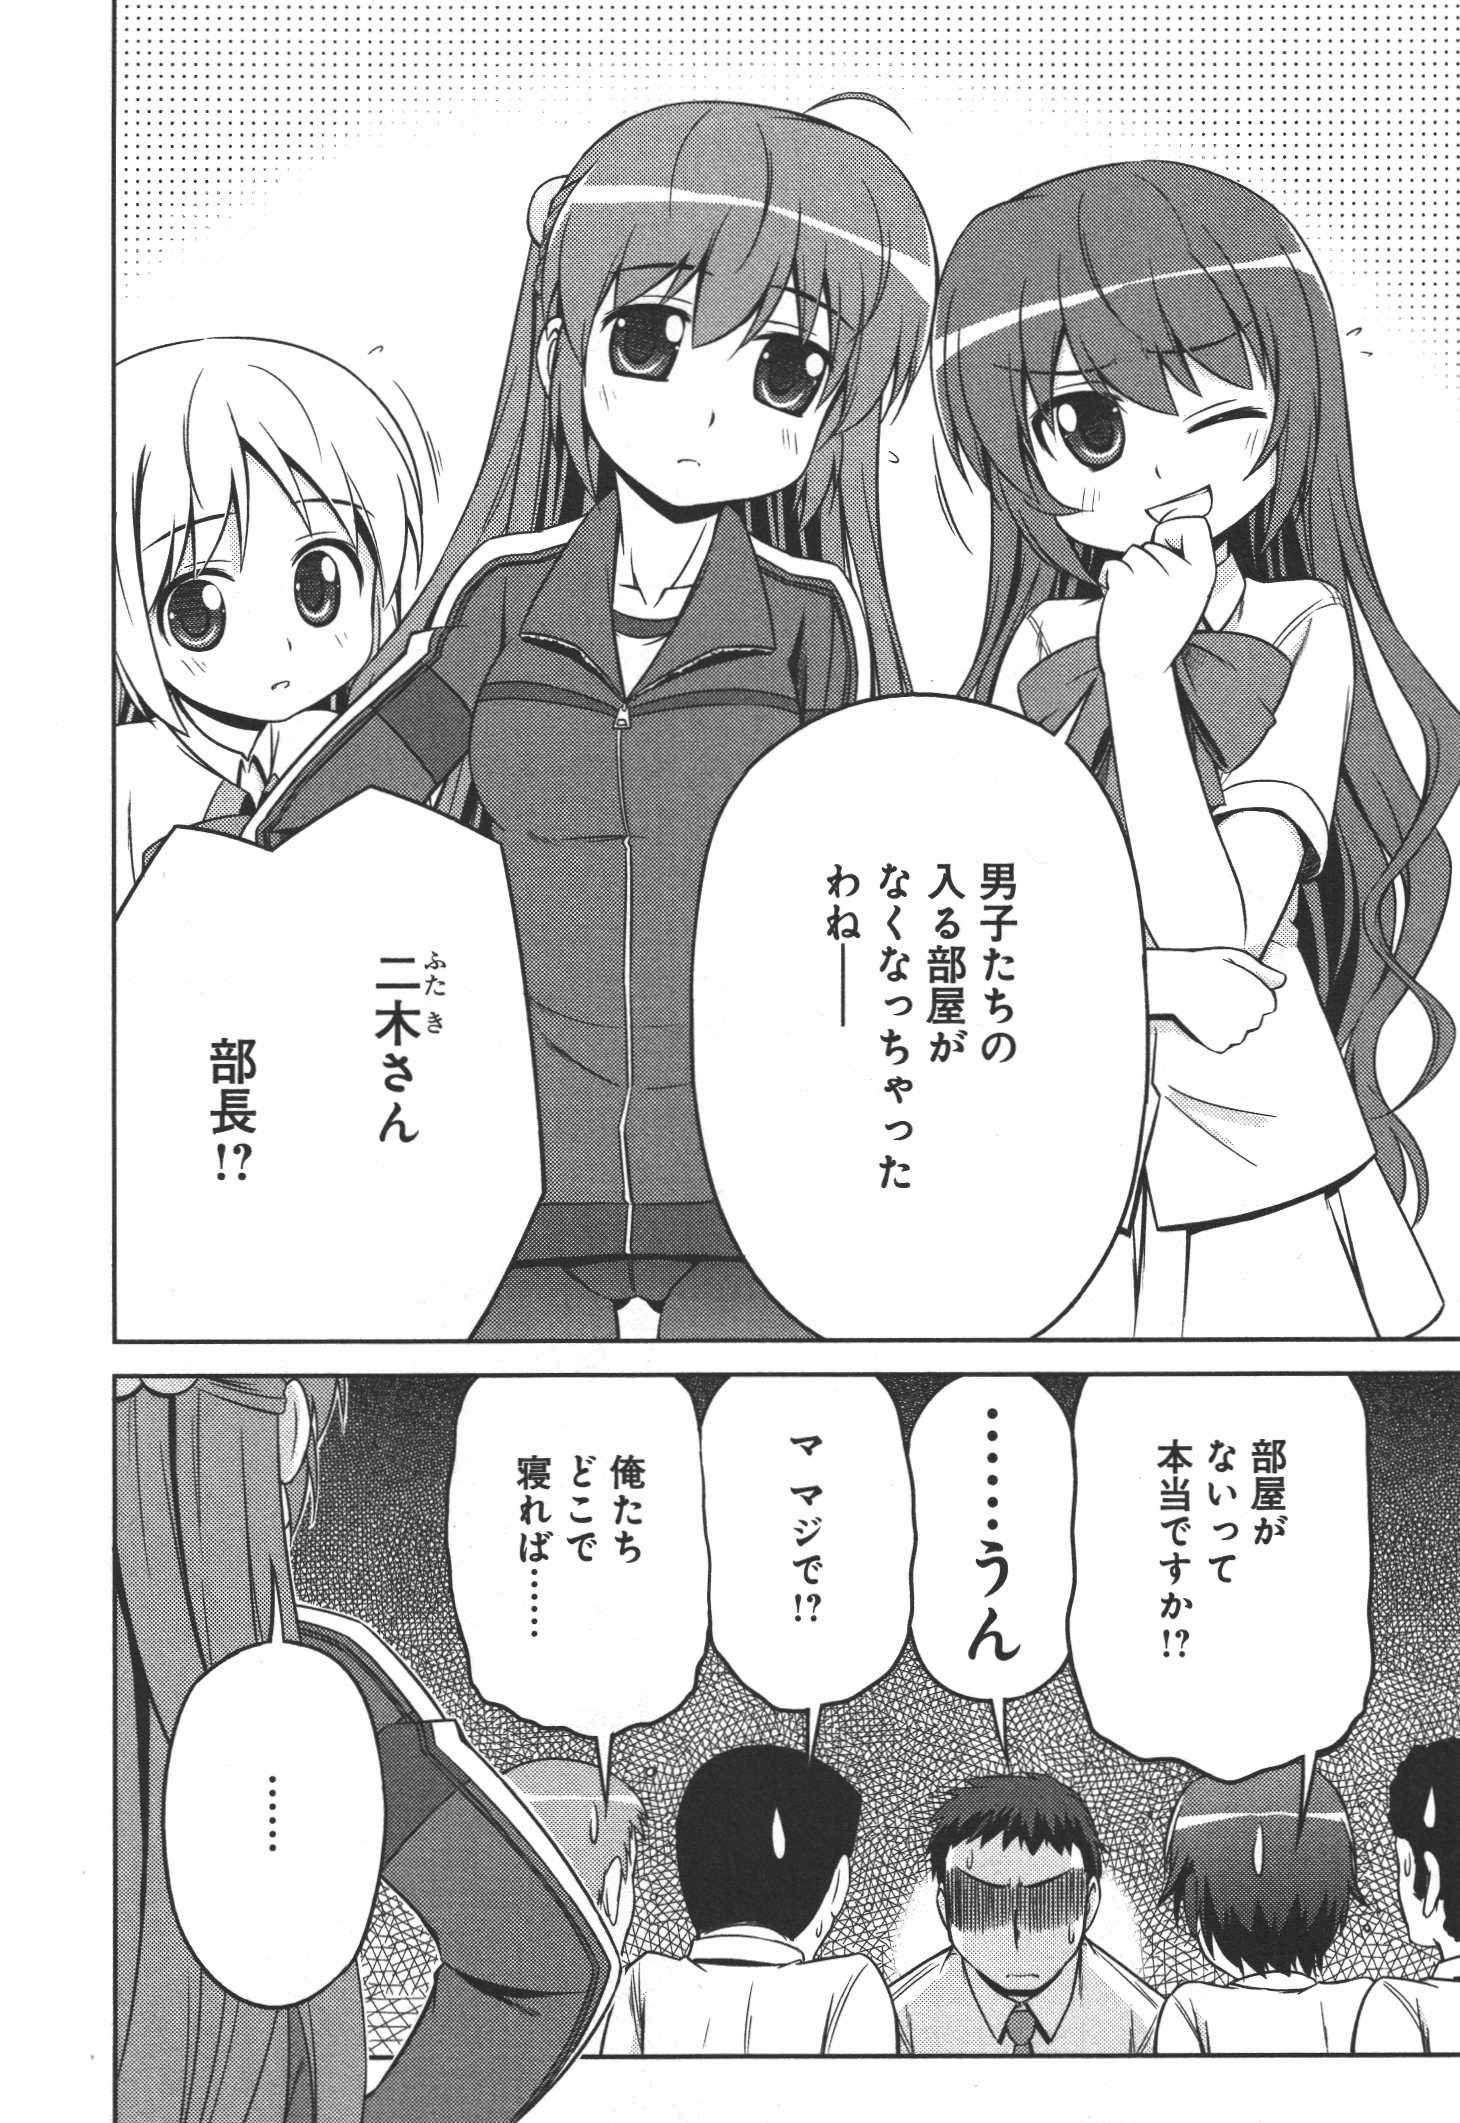 男子たちの
入る部屋が
なくなっちゃった
わね――
二木さん
ふたき
部長!?
部屋が
ないって
本当ですか!?
……うん
マ マジで!?
俺たち
どこで
寝れば……
……